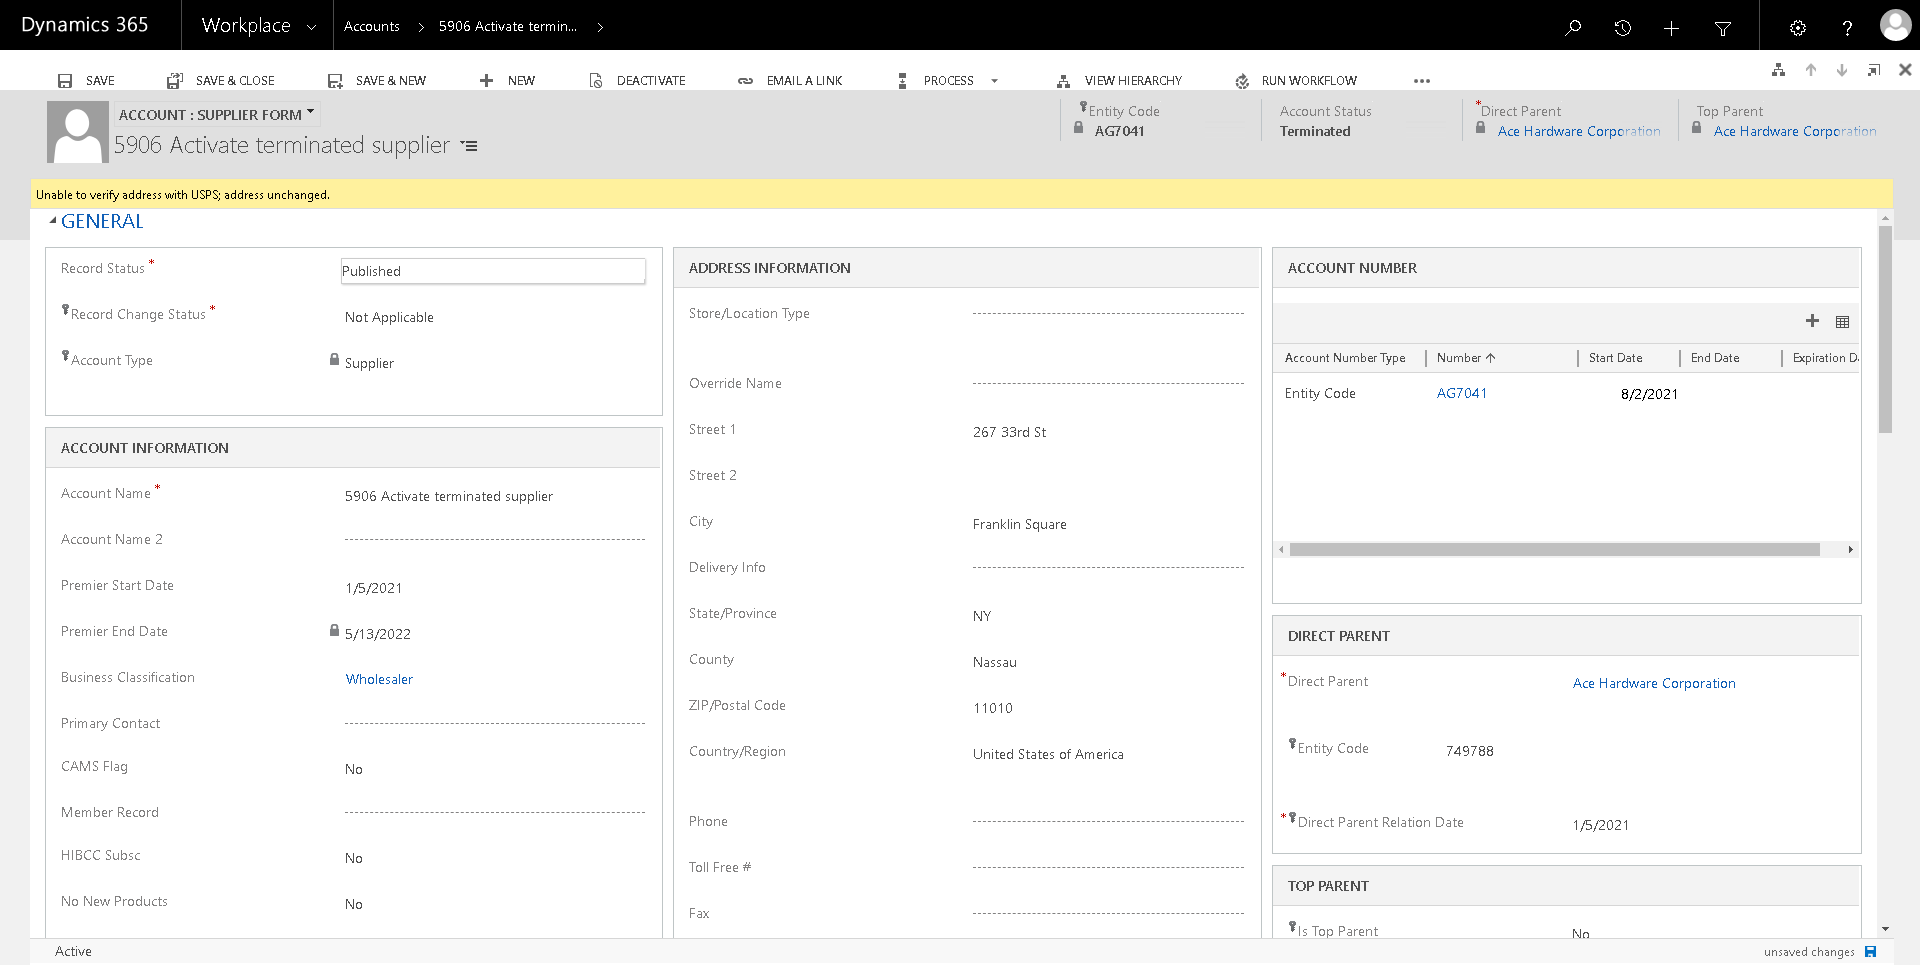 Dynamics 365
Workplace
Accounts
5906 Activate termin...
SAVE
SAVE & CLOSE
SAVE & NEW
NEW
DEACTIVATE
EMAIL A LINK
PROCESS
VIEW HIERARCHY
RUN WORKFLOW
ACCOUNT : SUPPLIER FORM
5906 Activate terminated supplier
Entity Code
AG7041
Account Status
Terminated
*Direct Parent
Ace Hardware Corporation
Top Parent
Ace Hardware Corporation
Unable to verify address with USPS; address unchanged.
GENERAL
Record Status *
Published
Record Change Status *
Not Applicable
Account Type
Supplier
ACCOUNT INFORMATION
Account Name *
5906 Activate terminated supplier
Account Name 2
Premier Start Date
1/5/2021
Premier End Date
5/13/2022
Business Classification
Wholesaler
Primary Contact
CAMS Flag
No
Member Record
HIBCC Subsc
No
No New Products
No
ADDRESS INFORMATION
Store/Location Type
Override Name
Street 1
267 33rd St
Street 2
City
Franklin Square
Delivery Info
State/Province
NY
County
Nassau
ZIP/Postal Code
11010
Country/Region
United States of America
Phone
Toll Free #
Fax
ACCOUNT NUMBER
Account Number Type
Number
Start Date
End Date
Expiration D
Entity Code
AG7041
8/2/2021
DIRECT PARENT
*Direct Parent
Ace Hardware Corporation
Entity Code
749788
*Direct Parent Relation Date
1/5/2021
TOP PARENT
Is Top Parent
No
Active
unsaved changes